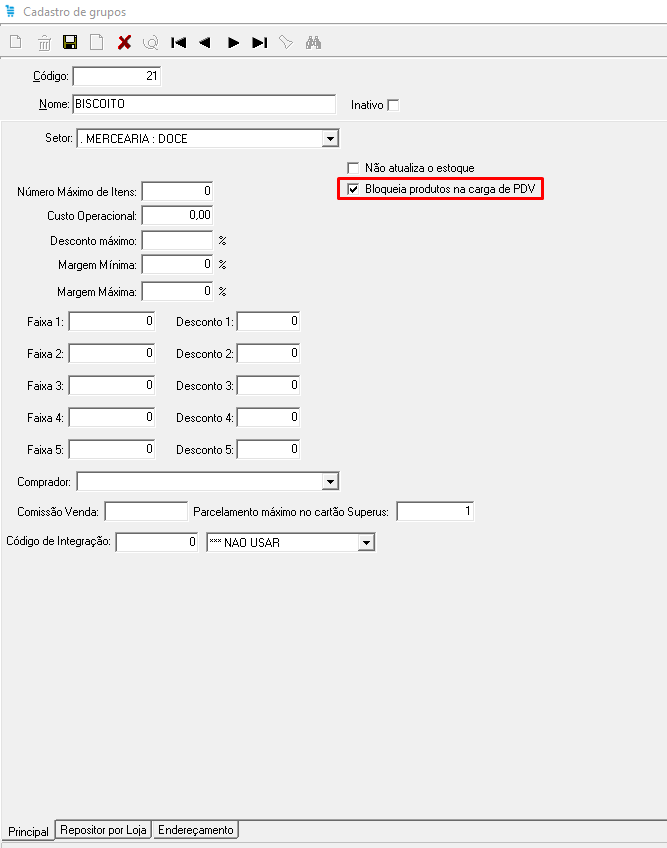 Cadastro de grupos
Código: 21
Nome: BISCOITO Inativo
Setor: . MERCEARIA : DOCE
Não atualiza o estoque
Bloqueia produtos na carga de PDV
Número Máximo de Itens: 0
Custo Operacional: 0,00
Desconto máximo: %
Margem Mínima: 0 %
Margem Máxima: 0 %
Faixa 1: 0 Desconto 1: 0
Faixa 2: 0 Desconto 2: 0
Faixa 3: 0 Desconto 3: 0
Faixa 4: 0 Desconto 4: 0
Faixa 5: 0 Desconto 5: 0
Comprador:
Comissão Venda: Parcelamento máximo no cartão Superus: 1
Código de Integração: 0 *** NAO USAR
Principal Repositor por Loja Endereçamento